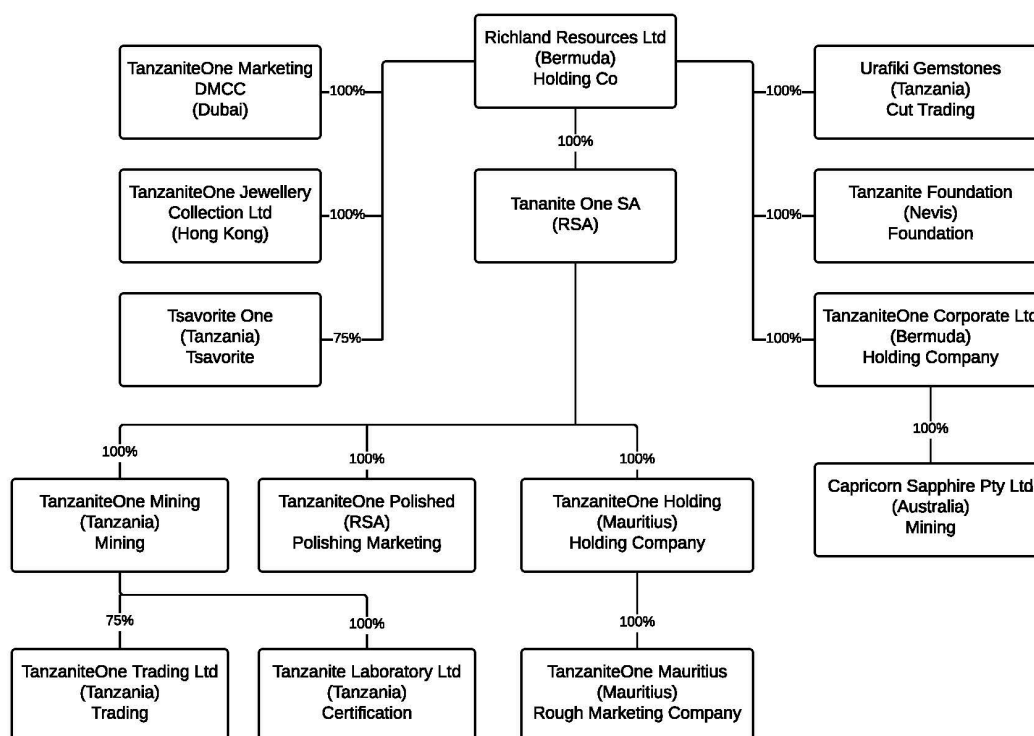 Richland Resources Ltd
(Bermuda)
Holding Co
TanzaniteOne Marketing
DMCC
(Dubai)
100%
100%
Urafiki Gemstones
(Tanzania)
Cut Trading
100%
TanzaniteOne Jewellery
Collection Ltd
(Hong Kong)
100%
Tananite One SA
(RSA)
100%
Tanzanite Foundation
(Nevis)
Foundation
Tsavorite One
(Tanzania)
Tsavorite
75%
100%
TanzaniteOne Corporate Ltd
(Bermuda)
Holding Company
100%
100%
100%
100%
TanzaniteOne Mining
(Tanzania)
Mining
TanzaniteOne Polished
(RSA)
Polishing Marketing
TanzaniteOne Holding
(Mauritius)
Holding Company
Capricorn Sapphire Pty Ltd
(Australia)
Mining
75%
100%
100%
TanzaniteOne Trading Ltd
(Tanzania)
Trading
Tanzanite Laboratory Ltd
(Tanzania)
Certification
TanzaniteOne Mauritius
(Mauritius)
Rough Marketing Company